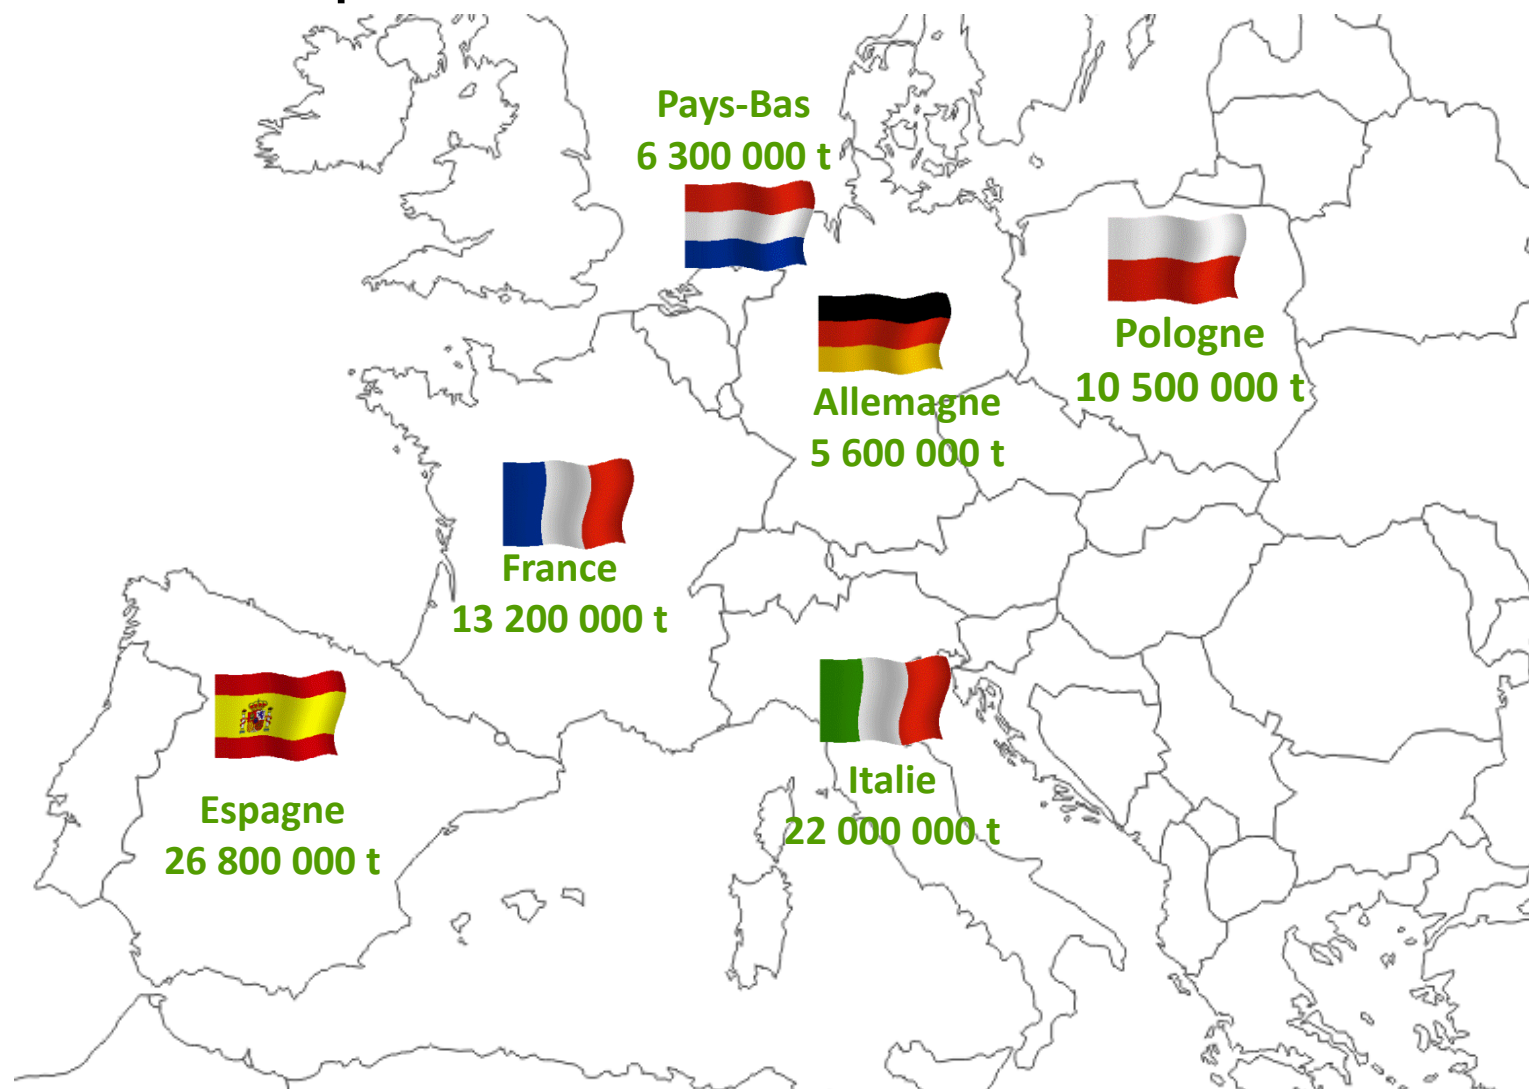 Pays-Bas
6 300 000 t
Pologne
10 500 000 t
Allemagne
5 600 000 t
France
13 200 000 t
Italie
22 000 000 t
Espagne
26 800 000 t